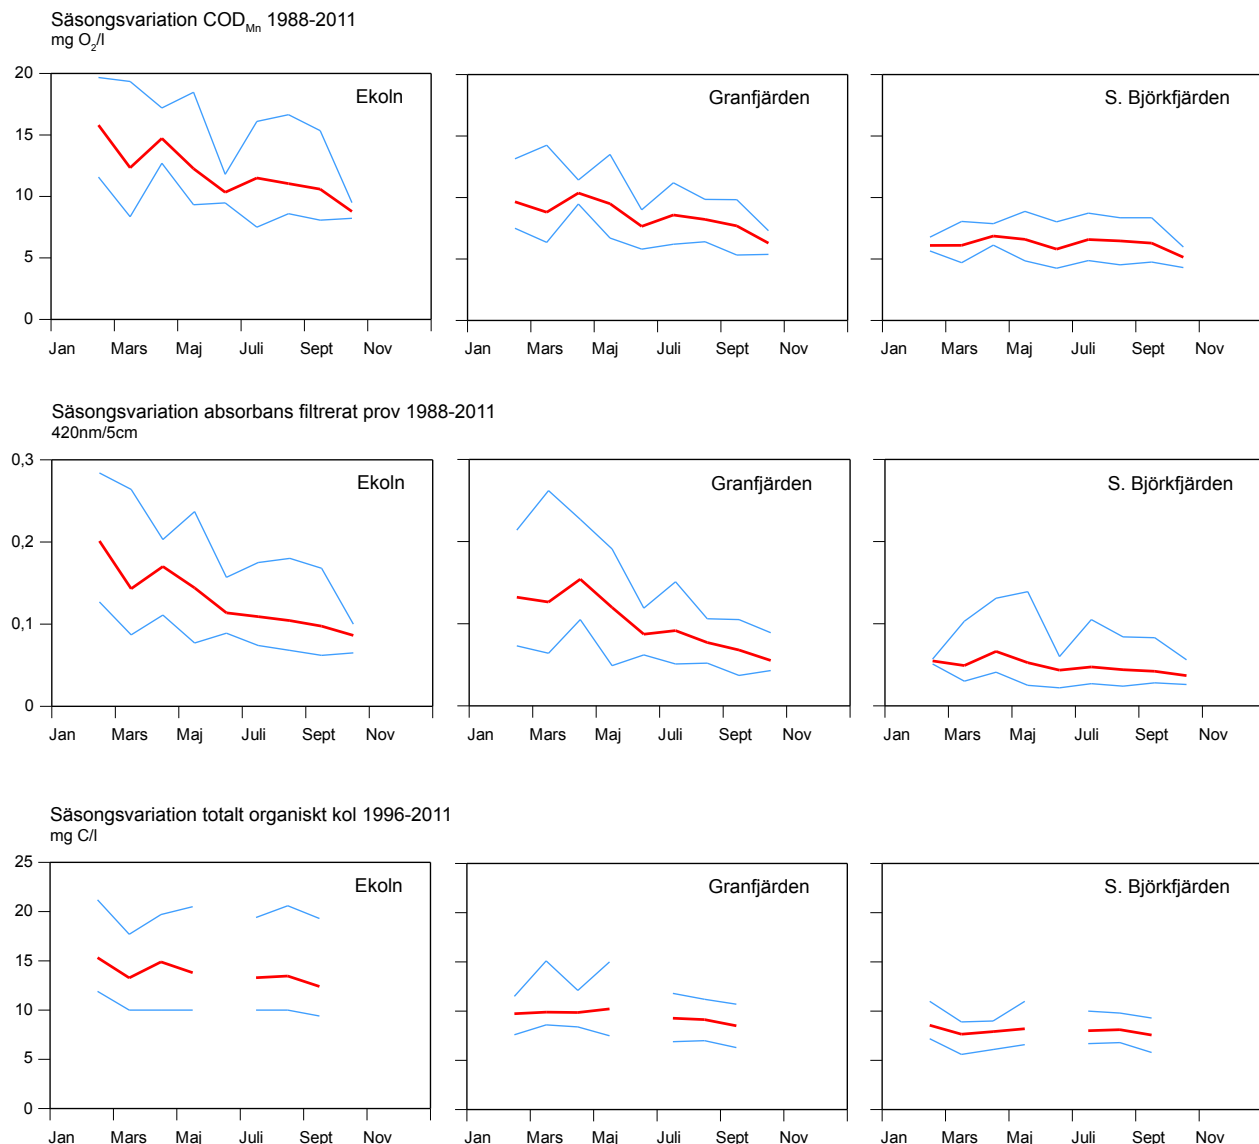 Säsongsvariation COD_Mn 1988-2011
mg O_2/l
20
15
10
5
0
Ekoln
Granfjärden
S. Björkfjärden
Jan Mars Maj Juli Sept Nov
Jan Mars Maj Juli Sept Nov
Jan Mars Maj Juli Sept Nov
Säsongsvariation absorbans filtrerat prov 1988-2011
420nm/5cm
0,3
0,2
0,1
0
Ekoln
Granfjärden
S. Björkfjärden
Jan Mars Maj Juli Sept Nov
Jan Mars Maj Juli Sept Nov
Jan Mars Maj Juli Sept Nov
Säsongsvariation totalt organiskt kol 1996-2011
mg C/l
25
20
15
10
5
0
Ekoln
Granfjärden
S. Björkfjärden
Jan Mars Maj Juli Sept Nov
Jan Mars Maj Juli Sept Nov
Jan Mars Maj Juli Sept Nov